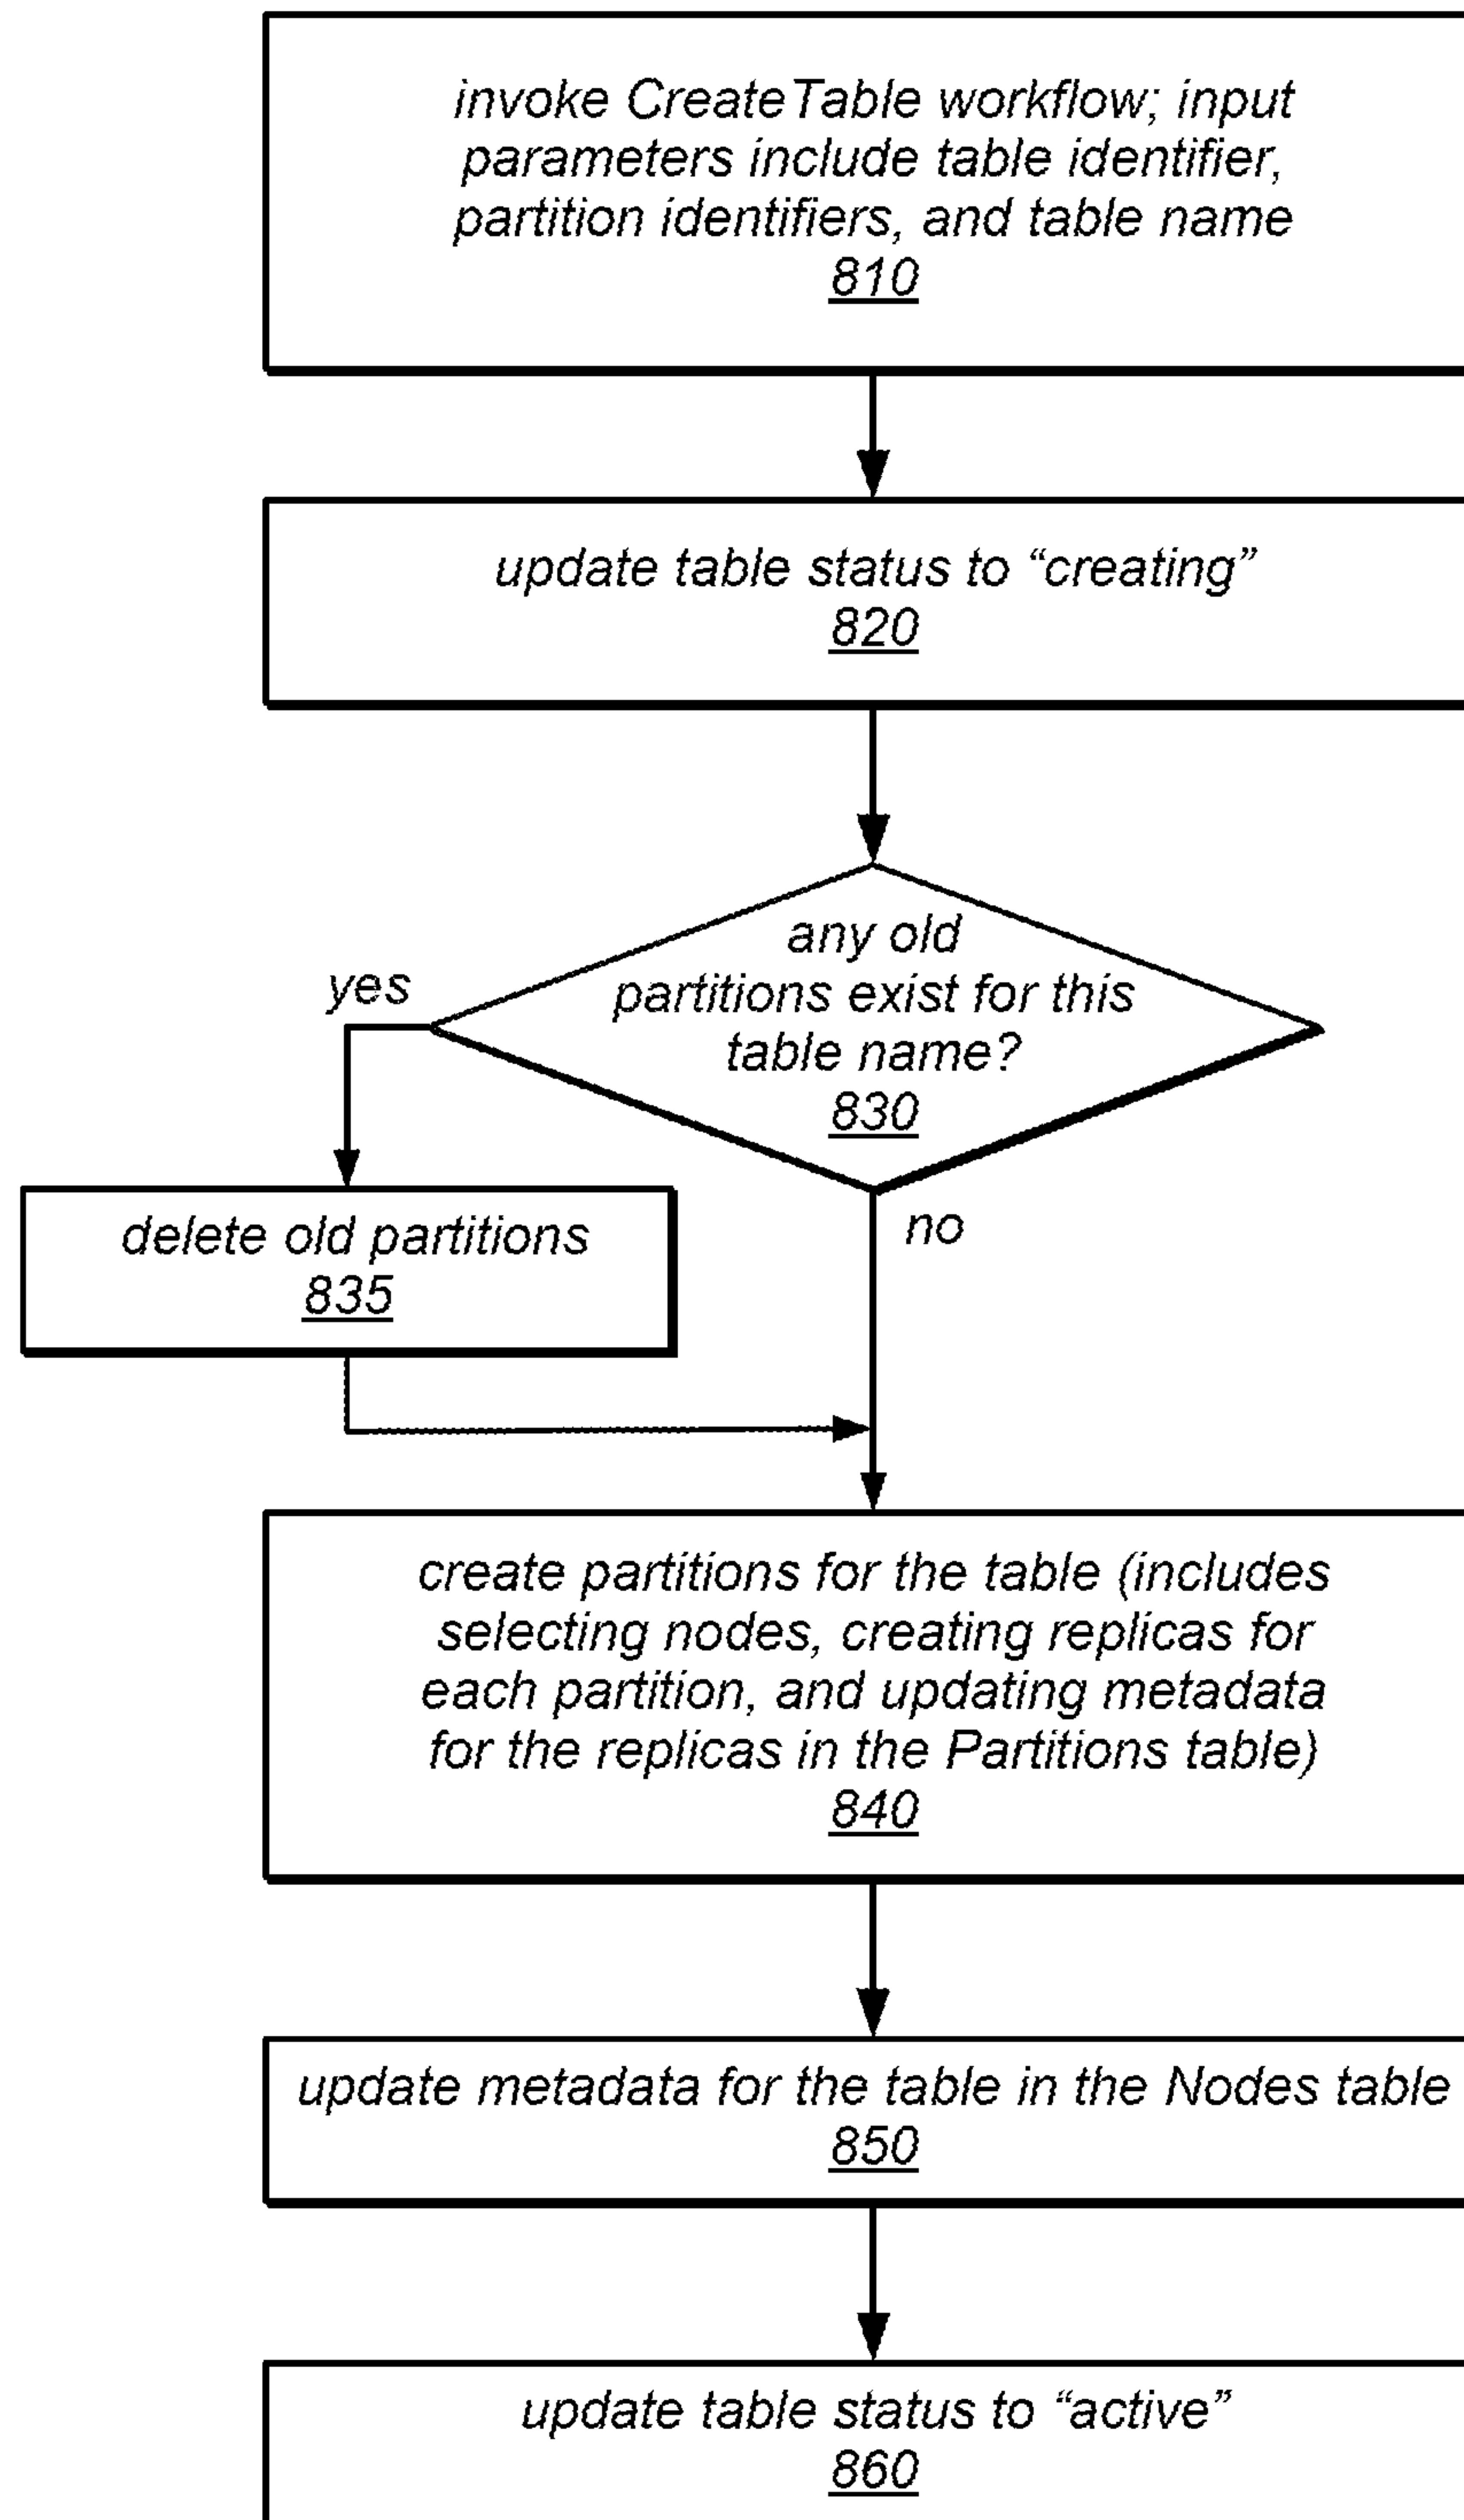 invoke CreateTable workflow; input
parameters include table identifier,
partition identifiers, and table name
810
update table status to “creating”
820
any old
partitions exist for this
table name?
830
yes
no
delete old partitions
835
create partitions for the table (includes
selecting nodes, creating replicas for
each partition, and updating metadata
for the replicas in the Partitions table)
840
update metadata for the table in the Nodes table
850
update table status to “active”
860